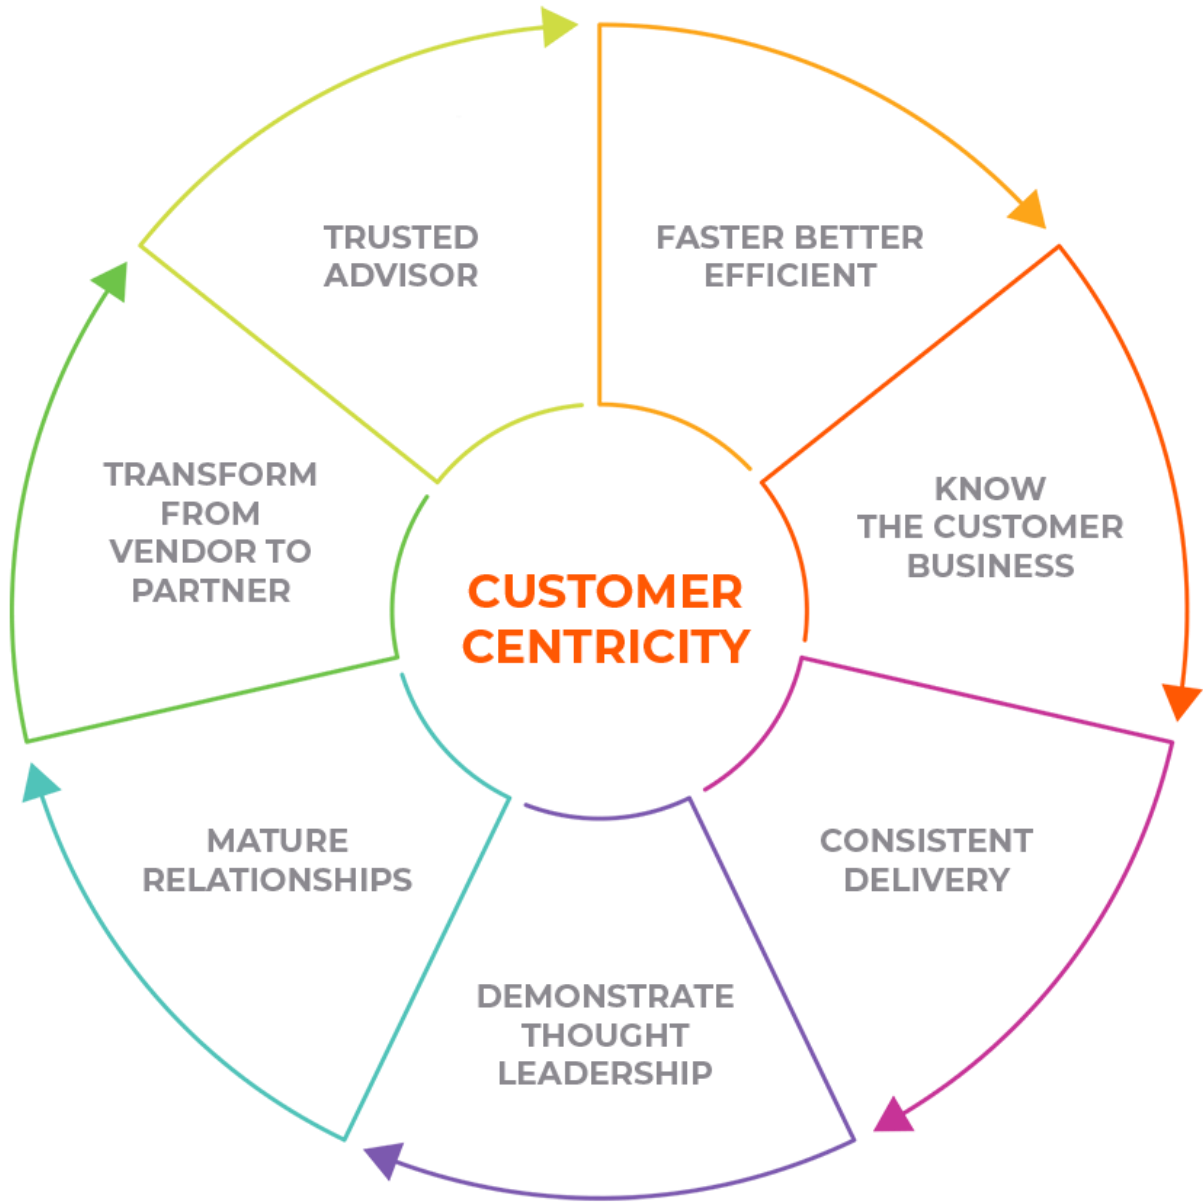 TRUSTED
ADVISOR
FASTER BETTER
EFFICIENT
KNOW
THE CUSTOMER
BUSINESS
CONSISTENT
DELIVERY
DEMONSTRATE
THOUGHT
LEADERSHIP
MATURE
RELATIONSHIPS
TRANSFORM
FROM
VENDOR TO
PARTNER
CUSTOMER
CENTRICITY